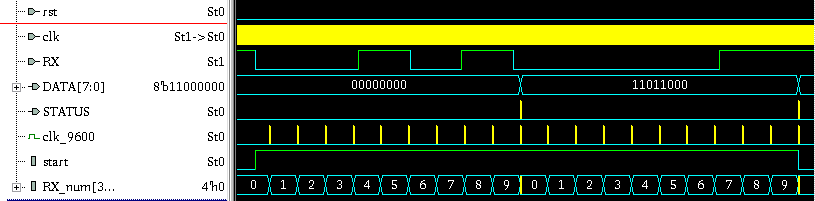 rst St0
clk St1->St0
RX St1
DATA[7:0] 8'b11000000 00000000 11011000
STATUS St0
clk_9600 St0
start St0
RX_num[3... 4'h0 0 1 2 3 4 5 6 7 8 9 0 1 2 3 4 5 6 7 8 9